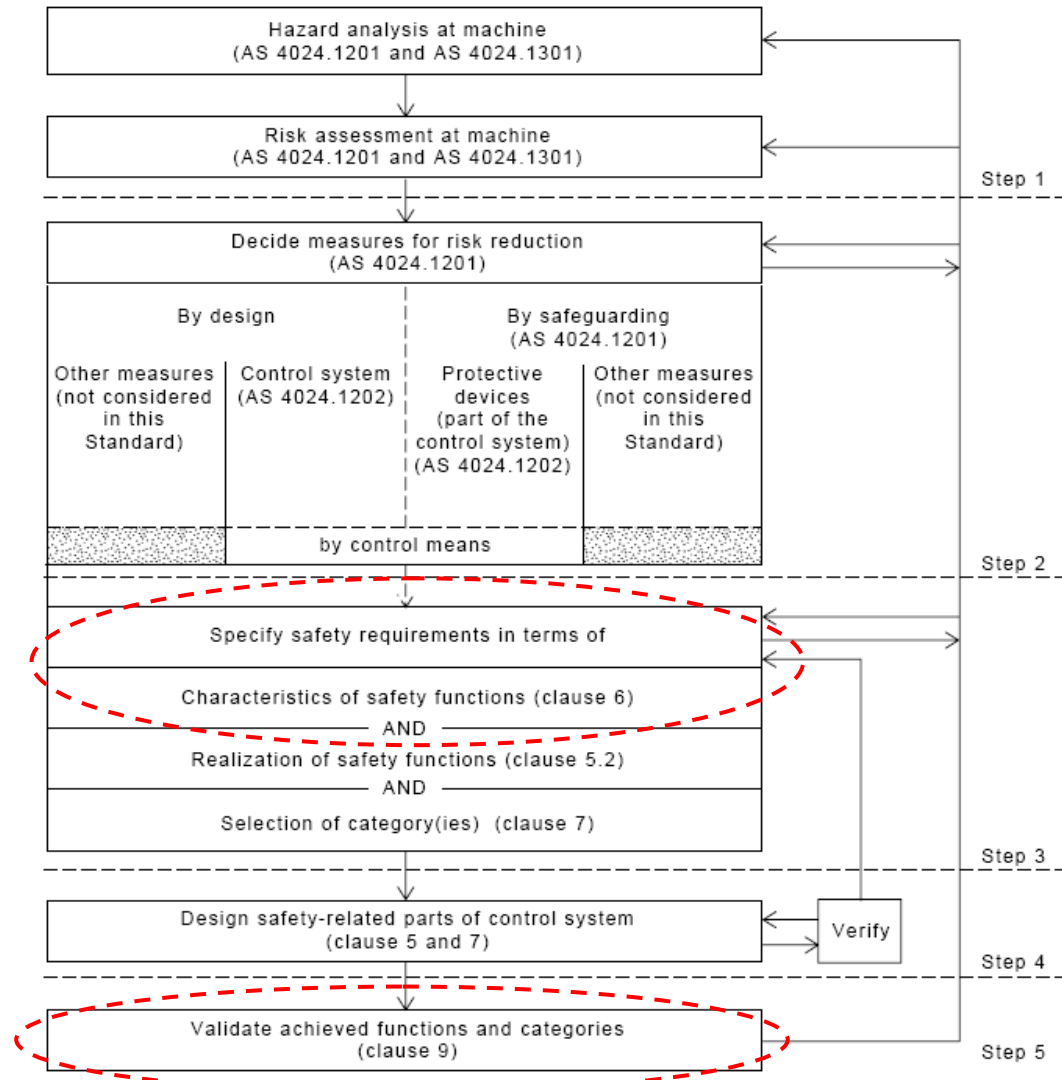 Hazard analysis at machine
(AS 4024.1201 and AS 4024.1301)
Risk assessment at machine
(AS 4024.1201 and AS 4024.1301)
Step 1
Decide measures for risk reduction
(AS 4024.1201)
By design
By safeguarding
(AS 4024.1201)
Other measures
(not considered
in this
Standard)
Control system
(AS 4024.1202)
Protective
devices
(part of the
control system)
(AS 4024.1202)
Other measures
(not considered
in this
Standard)
by control means
Step 2
Specify safety requirements in terms of
Characteristics of safety functions (clause 6)
AND
Realization of safety functions (clause 5.2)
AND
Selection of category(ies) (clause 7)
Step 3
Design safety-related parts of control system
(clause 5 and 7)
Verify
Step 4
Validate achieved functions and categories
(clause 9)
Step 5